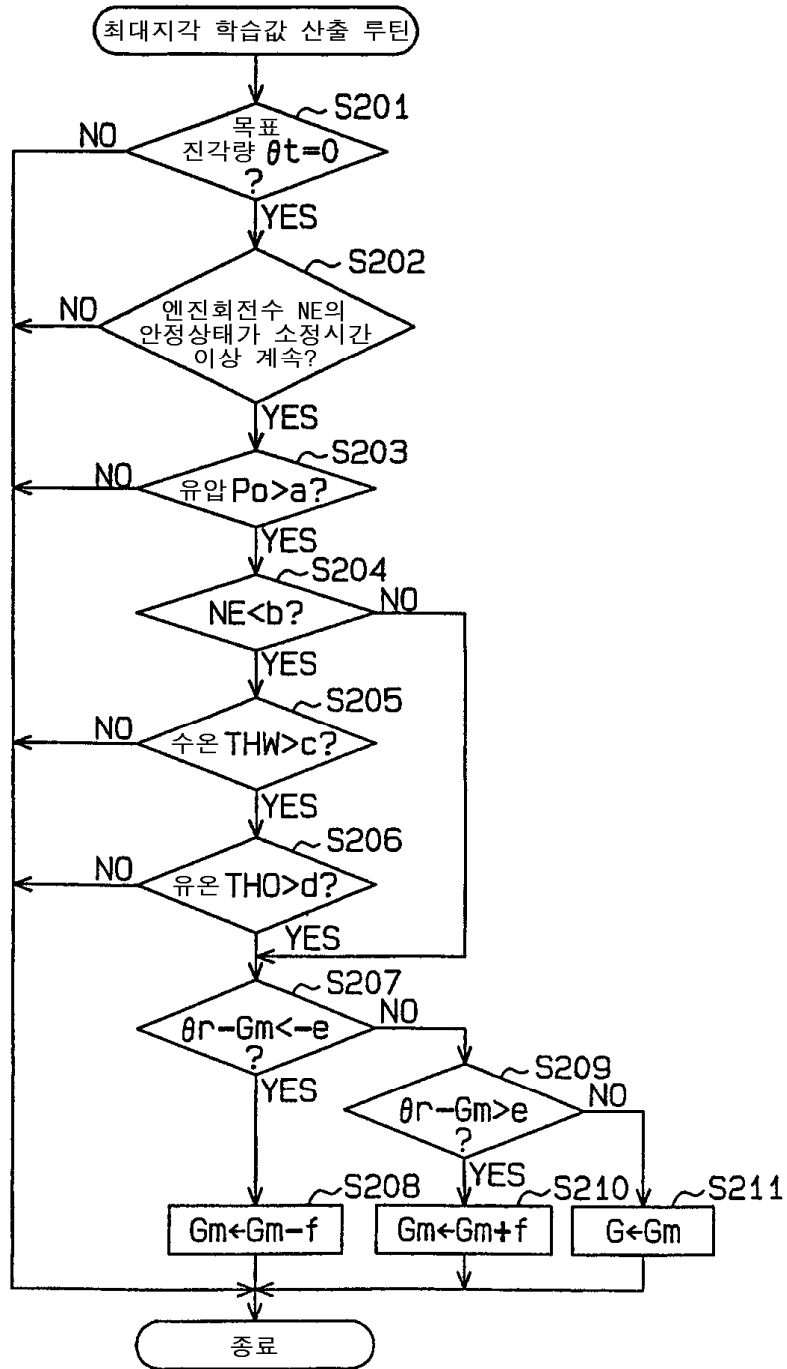 최대지각 학습값 산출 루틴
S201
NO
목표
진각량 θt=0
?
YES
S202
NO
엔진회전수 NE의
안정상태가 소정시간
이상 계속?
YES
S203
NO
유압 Po>a?
YES
S204
NO
NE<b?
YES
S205
NO
수온 THW>c?
YES
S206
NO
유온 THO>d?
YES
S207
NO
θr-Gm<-e
?
YES
S209
NO
θr-Gm>e
?
YES
S208
Gm←Gm-f
S210
Gm←Gm+f
S211
G←Gm
종료